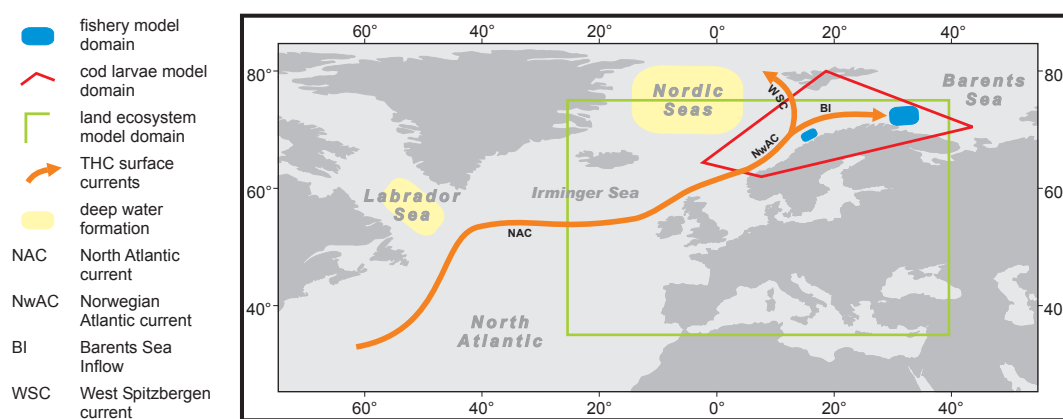 fishery model
domain
cod larvae model
domain
land ecosystem
model domain
THC surface
currents
deep water
formation
NAC North Atlantic
current
NwAC Norwegian
Atlantic current
BI Barents Sea
Inflow
WSC West Spitzbergen
current
60° 40° 20° 0° 20° 40°
80° 80
60° 60
40° 40
60° 40° 20° 0° 20° 40°
Nordic
Seas
Barents
Sea
WSC
BI
NwAC
Labrador
Sea
Irminger Sea
NAC
North
Atlantic